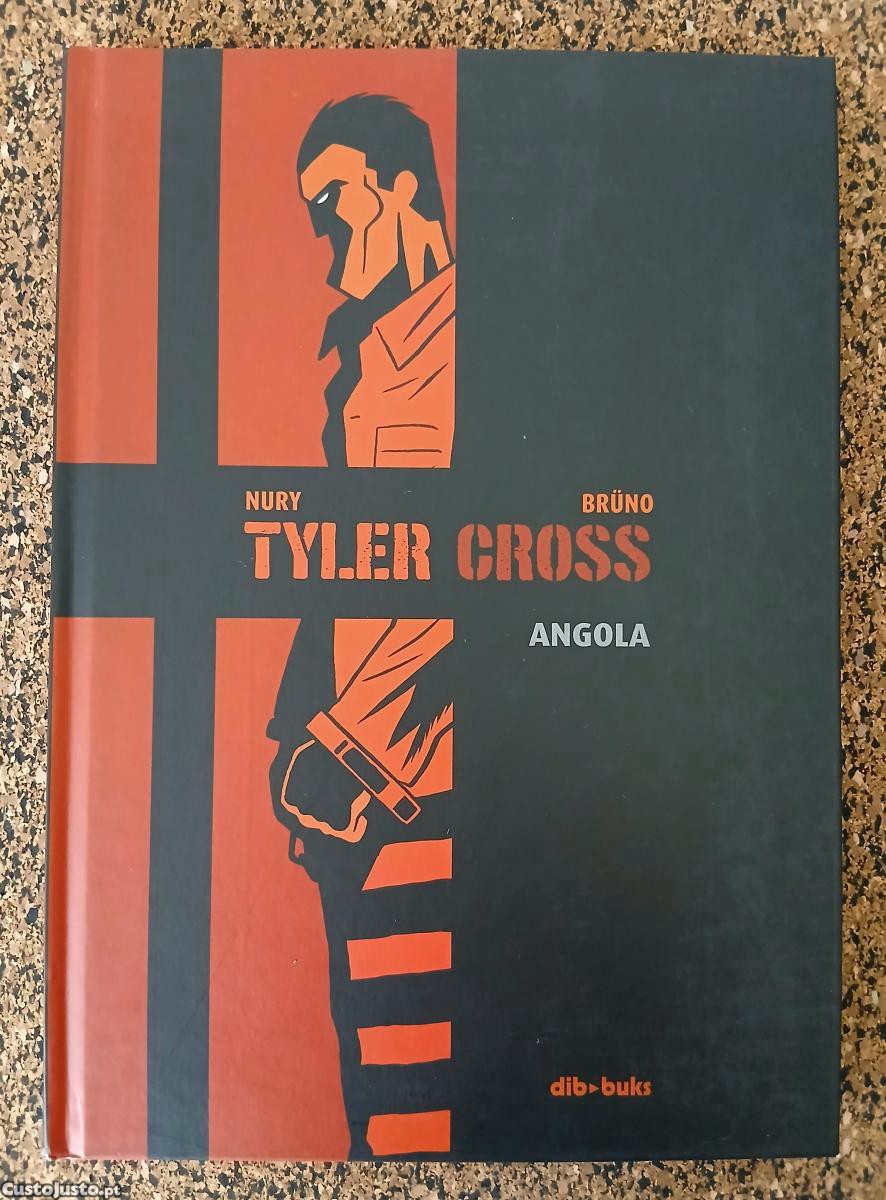 NURY BRÜNO
TYLER CROSS
ANGOLA
dib▸buks
CustoJusto.pt